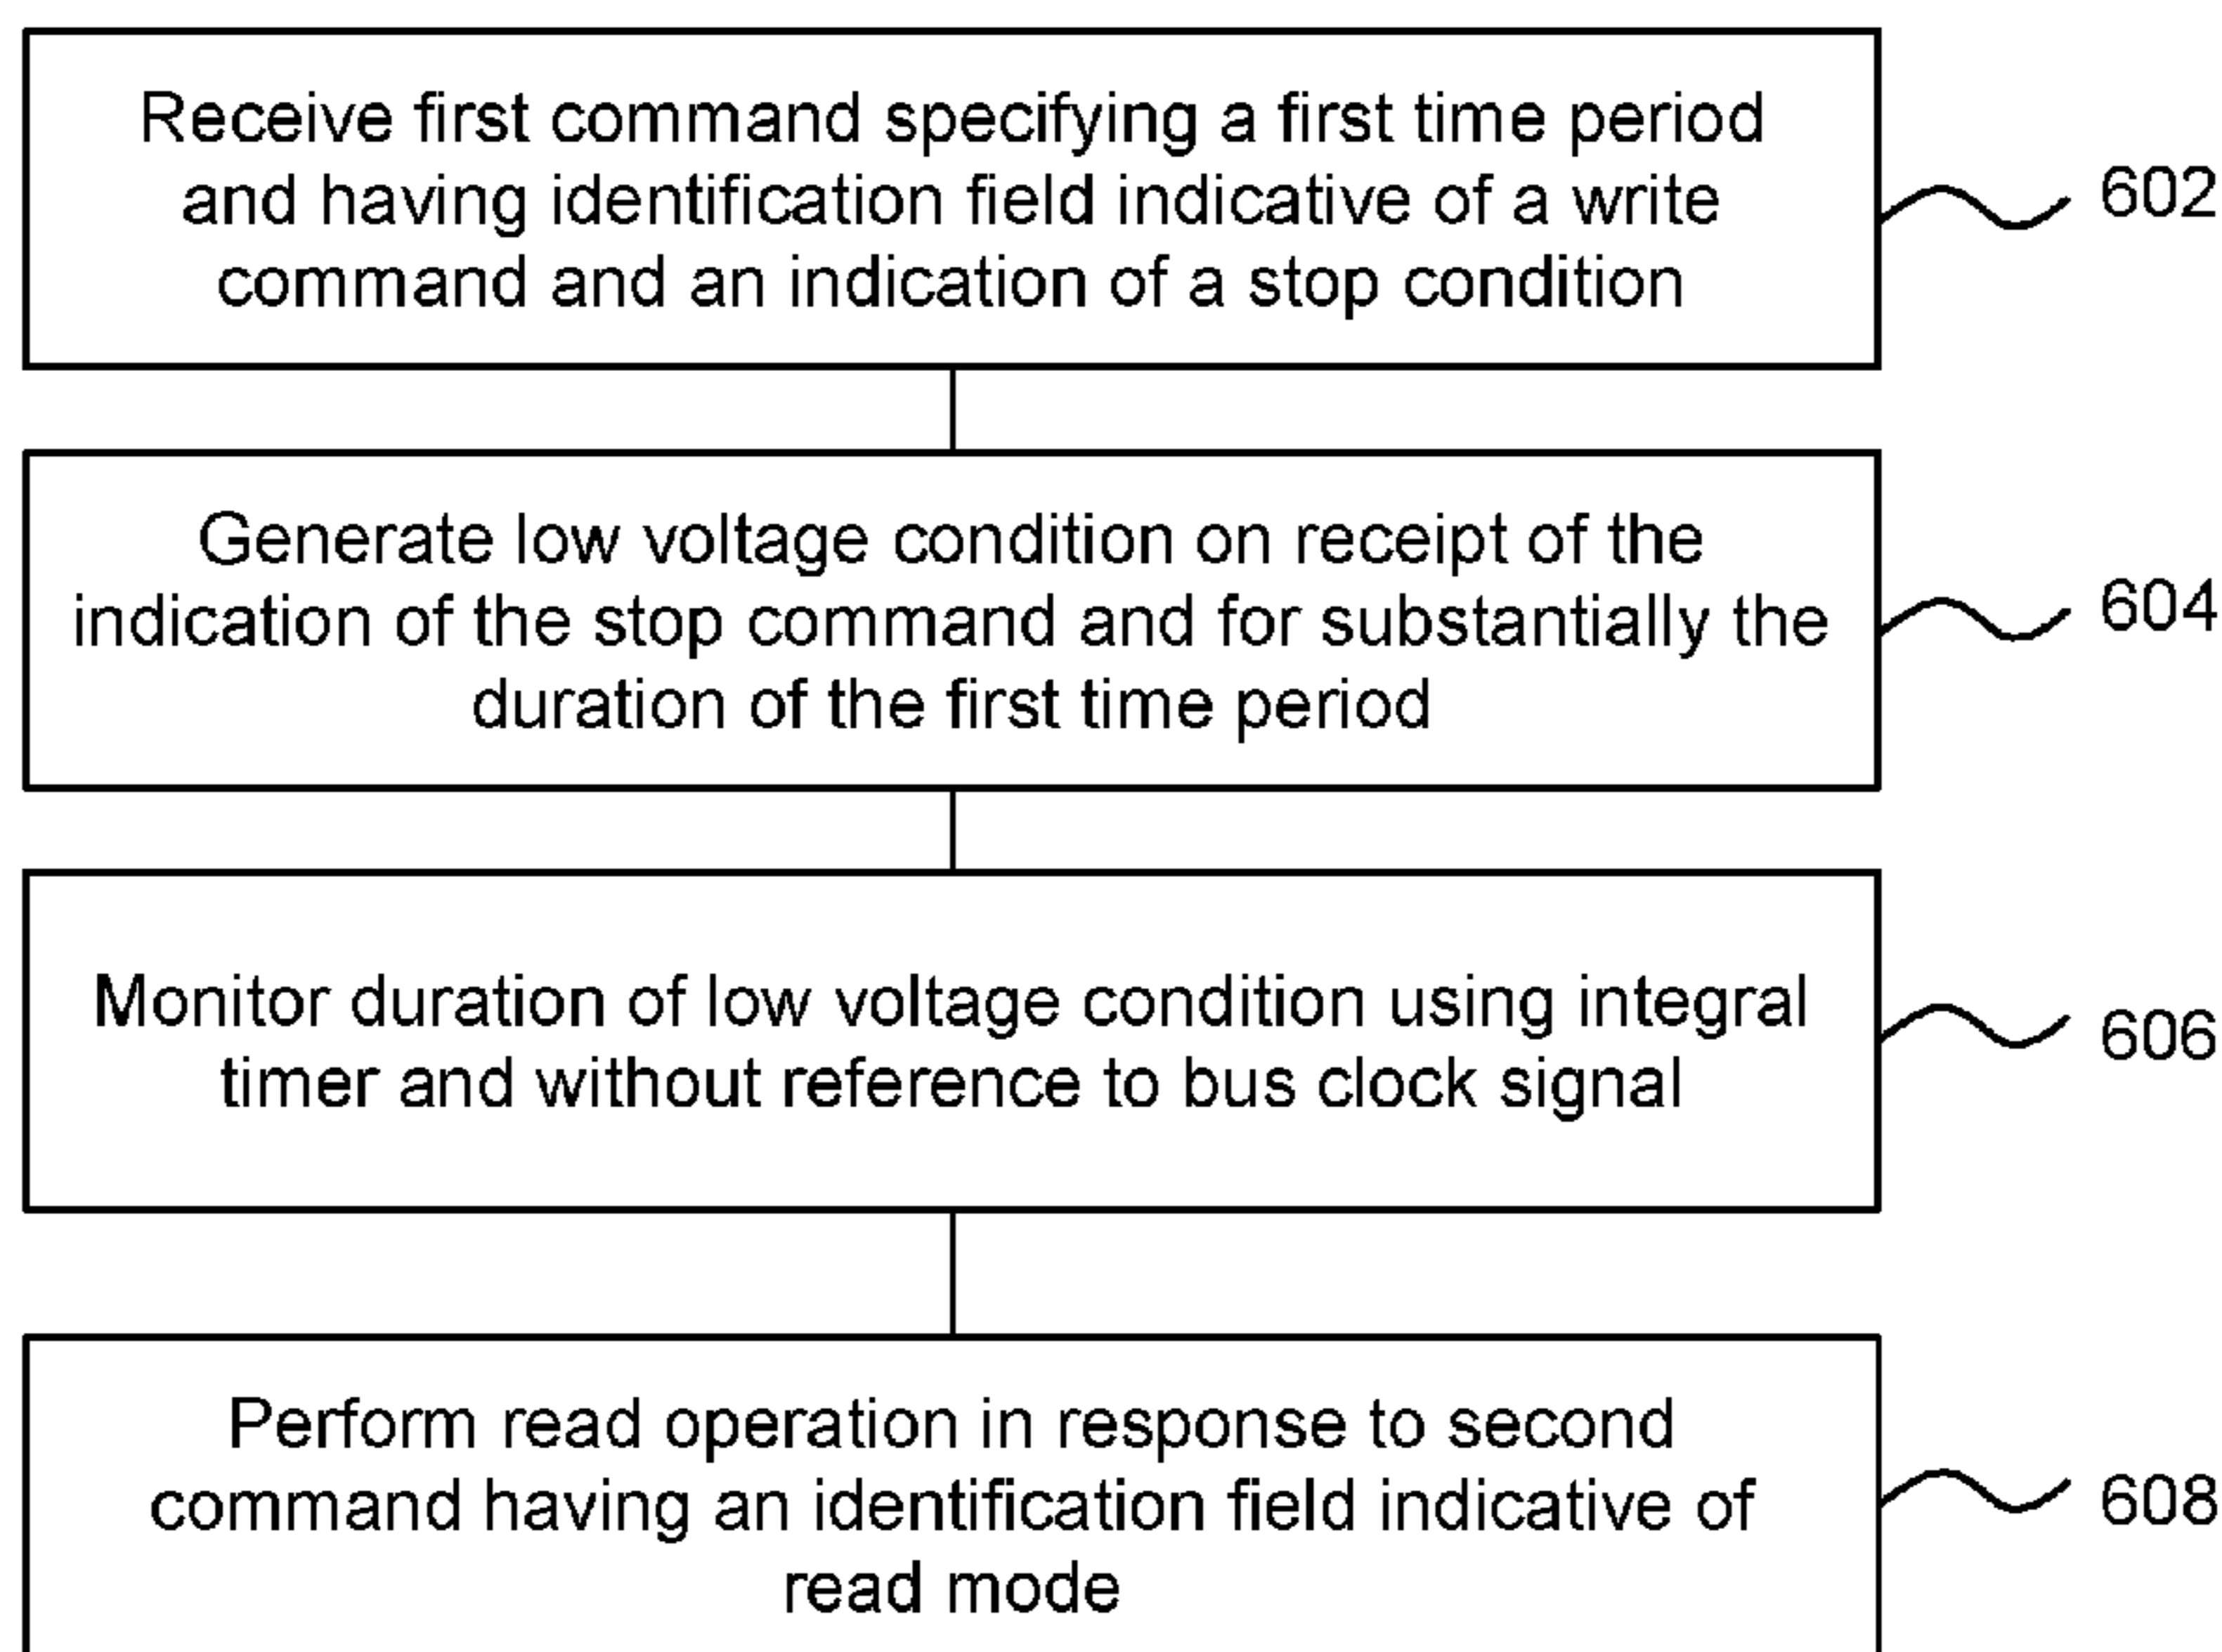 Receive first command specifying a first time period
and having identification field indicative of a write
command and an indication of a stop condition
602
Generate low voltage condition on receipt of the
indication of the stop command and for substantially the
duration of the first time period
604
Monitor duration of low voltage condition using integral
timer and without reference to bus clock signal
606
Perform read operation in response to second
command having an identification field indicative of
read mode
608